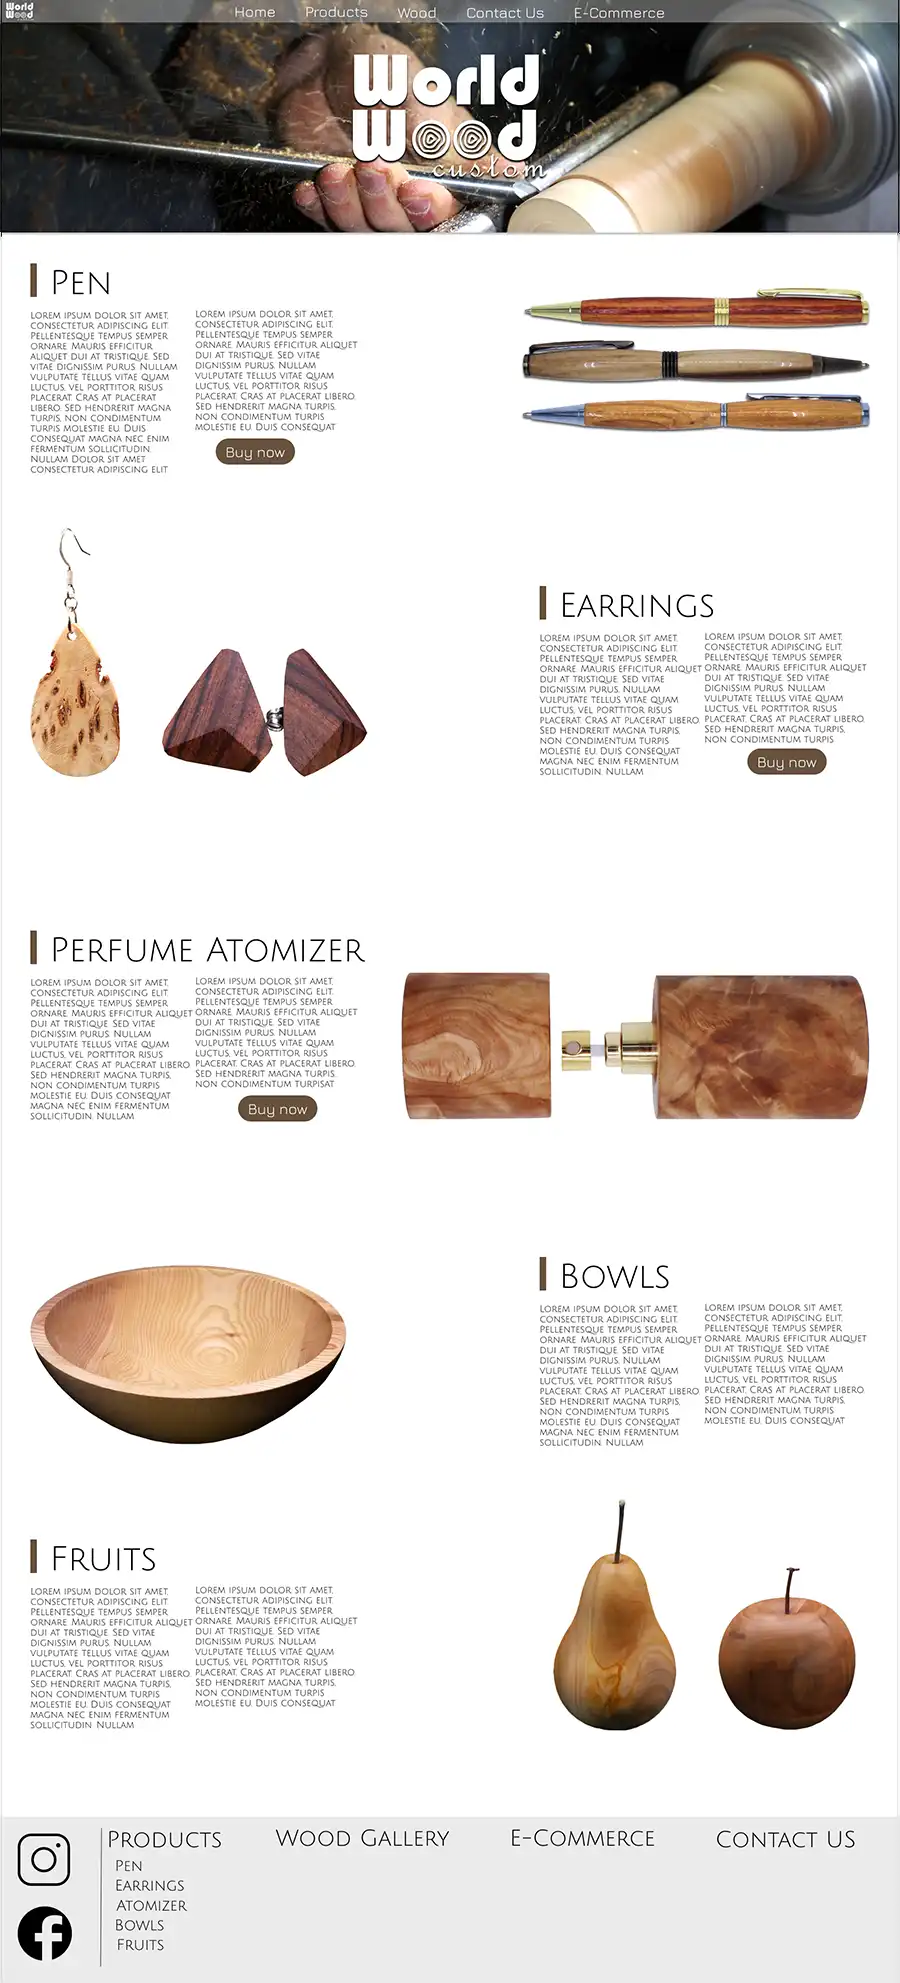 World
Wood
Home Products Wood Contact Us E-Commerce
World
Wood
custom
Pen
Lorem ipsum dolor sit amet,
consectetur adipiscing elit.
Pellentesque tempus semper
ornare. Mauris efficitur
aliquet dui at tristique. Sed
vitae dignissim purus. Nullam
vulputate tellus vitae quam
luctus, vel porttitor risus
placerat. Cras at placerat
libero. Sed hendrerit magna
turpis, non condimentum
turpis molestie eu. Duis
consequat magna nec enim
fermentum sollicitudin.
Nullam Dolor sit amet
consectetur adipiscing elit
Lorem ipsum dolor sit amet,
consectetur adipiscing elit.
Pellentesque tempus semper
ornare. Mauris efficitur aliquet
dui at tristique. Sed vitae
dignissim purus. Nullam
vulputate tellus vitae quam
luctus, vel porttitor risus
placerat. Cras at placerat libero.
Sed hendrerit magna turpis,
non condimentum turpis
molestie eu. Duis consequat
Buy now
Earrings
Lorem ipsum dolor sit amet,
consectetur adipiscing elit.
Pellentesque tempus semper
ornare. Mauris efficitur aliquet
dui at tristique. Sed vitae
dignissim purus. Nullam
vulputate tellus vitae quam
luctus, vel porttitor risus
placerat. Cras at placerat libero.
Sed hendrerit magna turpis,
non condimentum turpis
molestie eu. Duis consequat
magna nec enim fermentum
sollicitudin. Nullam
Lorem ipsum dolor sit amet,
consectetur adipiscing elit.
Pellentesque tempus semper
ornare. Mauris efficitur aliquet
dui at tristique. Sed vitae
dignissim purus. Nullam
vulputate tellus vitae quam
luctus, vel porttitor risus
placerat. Cras at placerat libero.
Sed hendrerit magna turpis,
non condimentum turpis
Buy now
Perfume Atomizer
Lorem ipsum dolor sit amet,
consectetur adipiscing elit.
Pellentesque tempus semper
ornare. Mauris efficitur aliquet
dui at tristique. Sed vitae
dignissim purus. Nullam
vulputate tellus vitae quam
luctus, vel porttitor risus
placerat. Cras at placerat libero.
Sed hendrerit magna turpis,
non condimentum turpis
molestie eu. Duis consequat
magna nec enim fermentum
sollicitudin. Nullam
Lorem ipsum dolor sit amet,
consectetur adipiscing elit.
Pellentesque tempus semper
ornare. Mauris efficitur aliquet
dui at tristique. Sed vitae
dignissim purus. Nullam
vulputate tellus vitae quam
luctus, vel porttitor risus
placerat. Cras at placerat libero.
Sed hendrerit magna turpis,
non condimentum turpisat
Buy now
Bowls
Lorem ipsum dolor sit amet,
consectetur adipiscing elit.
Pellentesque tempus semper
ornare. Mauris efficitur aliquet
dui at tristique. Sed vitae
dignissim purus. Nullam
vulputate tellus vitae quam
luctus, vel porttitor risus
placerat. Cras at placerat libero.
Sed hendrerit magna turpis,
non condimentum turpis
molestie eu. Duis consequat
magna nec enim fermentum
sollicitudin. Nullam
Lorem ipsum dolor sit amet,
consectetur adipiscing elit.
Pellentesque tempus semper
ornare. Mauris efficitur aliquet
dui at tristique. Sed vitae
dignissim purus. Nullam
vulputate tellus vitae quam
luctus, vel porttitor risus
placerat. Cras at placerat libero.
Sed hendrerit magna turpis,
non condimentum turpis
molestie eu. Duis consequat
Fruits
Lorem ipsum dolor sit amet,
consectetur adipiscing elit.
Pellentesque tempus semper
ornare. Mauris efficitur aliquet
dui at tristique. Sed vitae
dignissim purus. Nullam
vulputate tellus vitae quam
luctus, vel porttitor risus
placerat. Cras at placerat libero.
Sed hendrerit magna turpis,
non condimentum turpis
molestie eu. Duis consequat
magna nec enim fermentum
sollicitudin. Nullam
Lorem ipsum dolor sit amet,
consectetur adipiscing elit.
Pellentesque tempus semper
ornare. Mauris efficitur aliquet
dui at tristique. Sed vitae
dignissim purus. Nullam
vulputate tellus vitae quam
luctus, vel porttitor risus
placerat. Cras at placerat libero.
Sed hendrerit magna turpis,
non condimentum turpis
molestie eu. Duis consequat
Products
Pen
Earrings
Atomizer
Bowls
Fruits
Wood Gallery
E-Commerce
Contact us